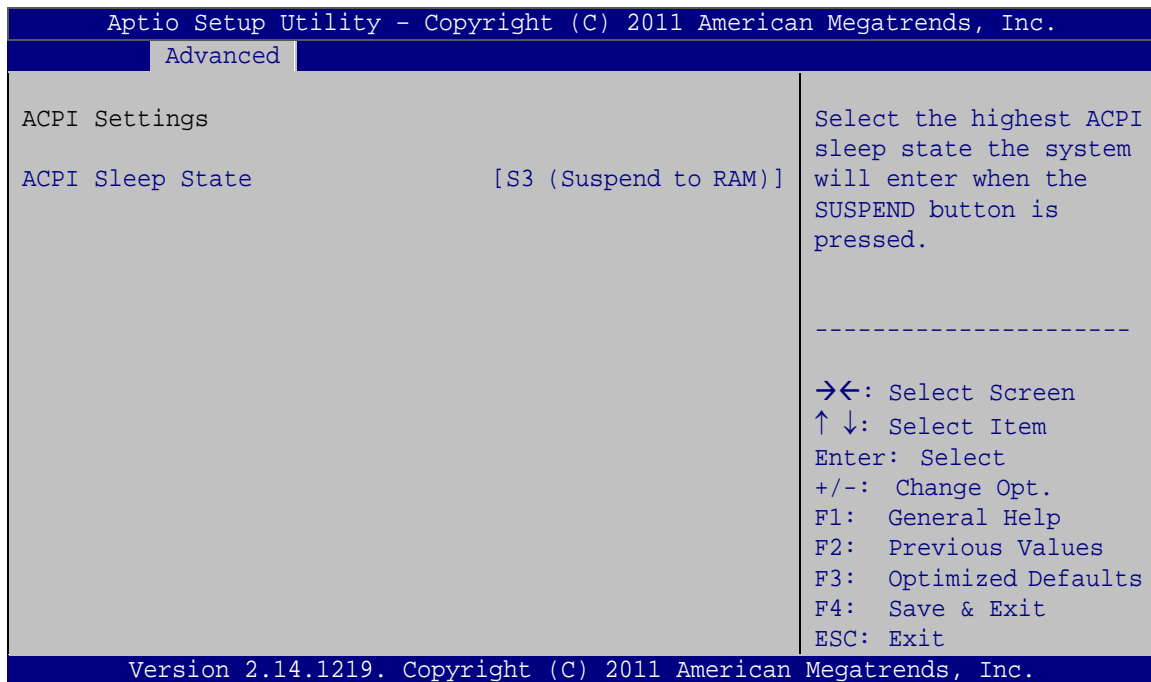 Aptio Setup Utility – Copyright (C) 2011 American Megatrends, Inc.
Advanced
ACPI Settings
ACPI Sleep State [S3 (Suspend to RAM)]
Select the highest ACPI
sleep state the system
will enter when the
SUSPEND button is
pressed.
----------------------
→←: Select Screen
↑ ↓: Select Item
Enter: Select
+/-: Change Opt.
F1: General Help
F2: Previous Values
F3: Optimized Defaults
F4: Save & Exit
ESC: Exit
Version 2.14.1219. Copyright (C) 2011 American Megatrends, Inc.